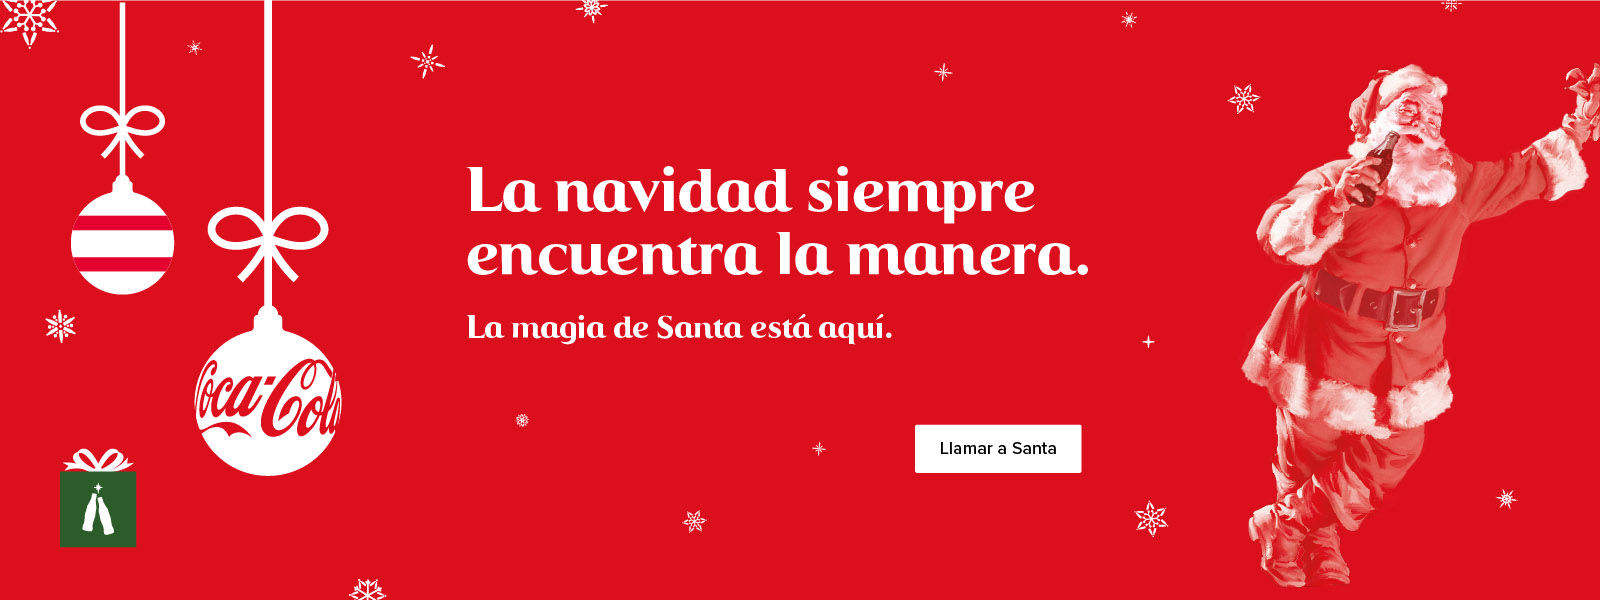 La navidad siempre
encuentra la manera.
La magia de Santa está aquí.
Coca-Cola
Llamar a Santa